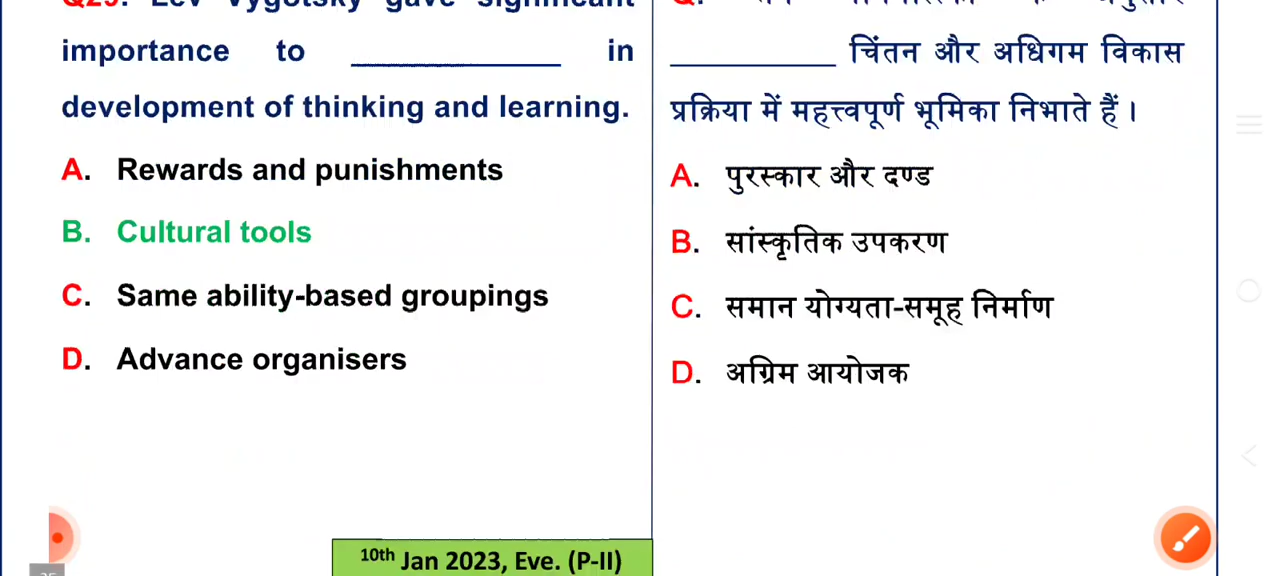 importance to ____________ in
development of thinking and learning.
A. Rewards and punishments
B. Cultural tools
C. Same ability-based groupings
D. Advance organisers
__________ चिंतन और अधिगम विकास
प्रक्रिया में महत्त्वपूर्ण भूमिका निभाते हैं ।
A. पुरस्कार और दण्ड
B. सांस्कृतिक उपकरण
C. समान योग्यता-समूह निर्माण
D. अग्रिम आयोजक
10th Jan 2023, Eve. (P-II)